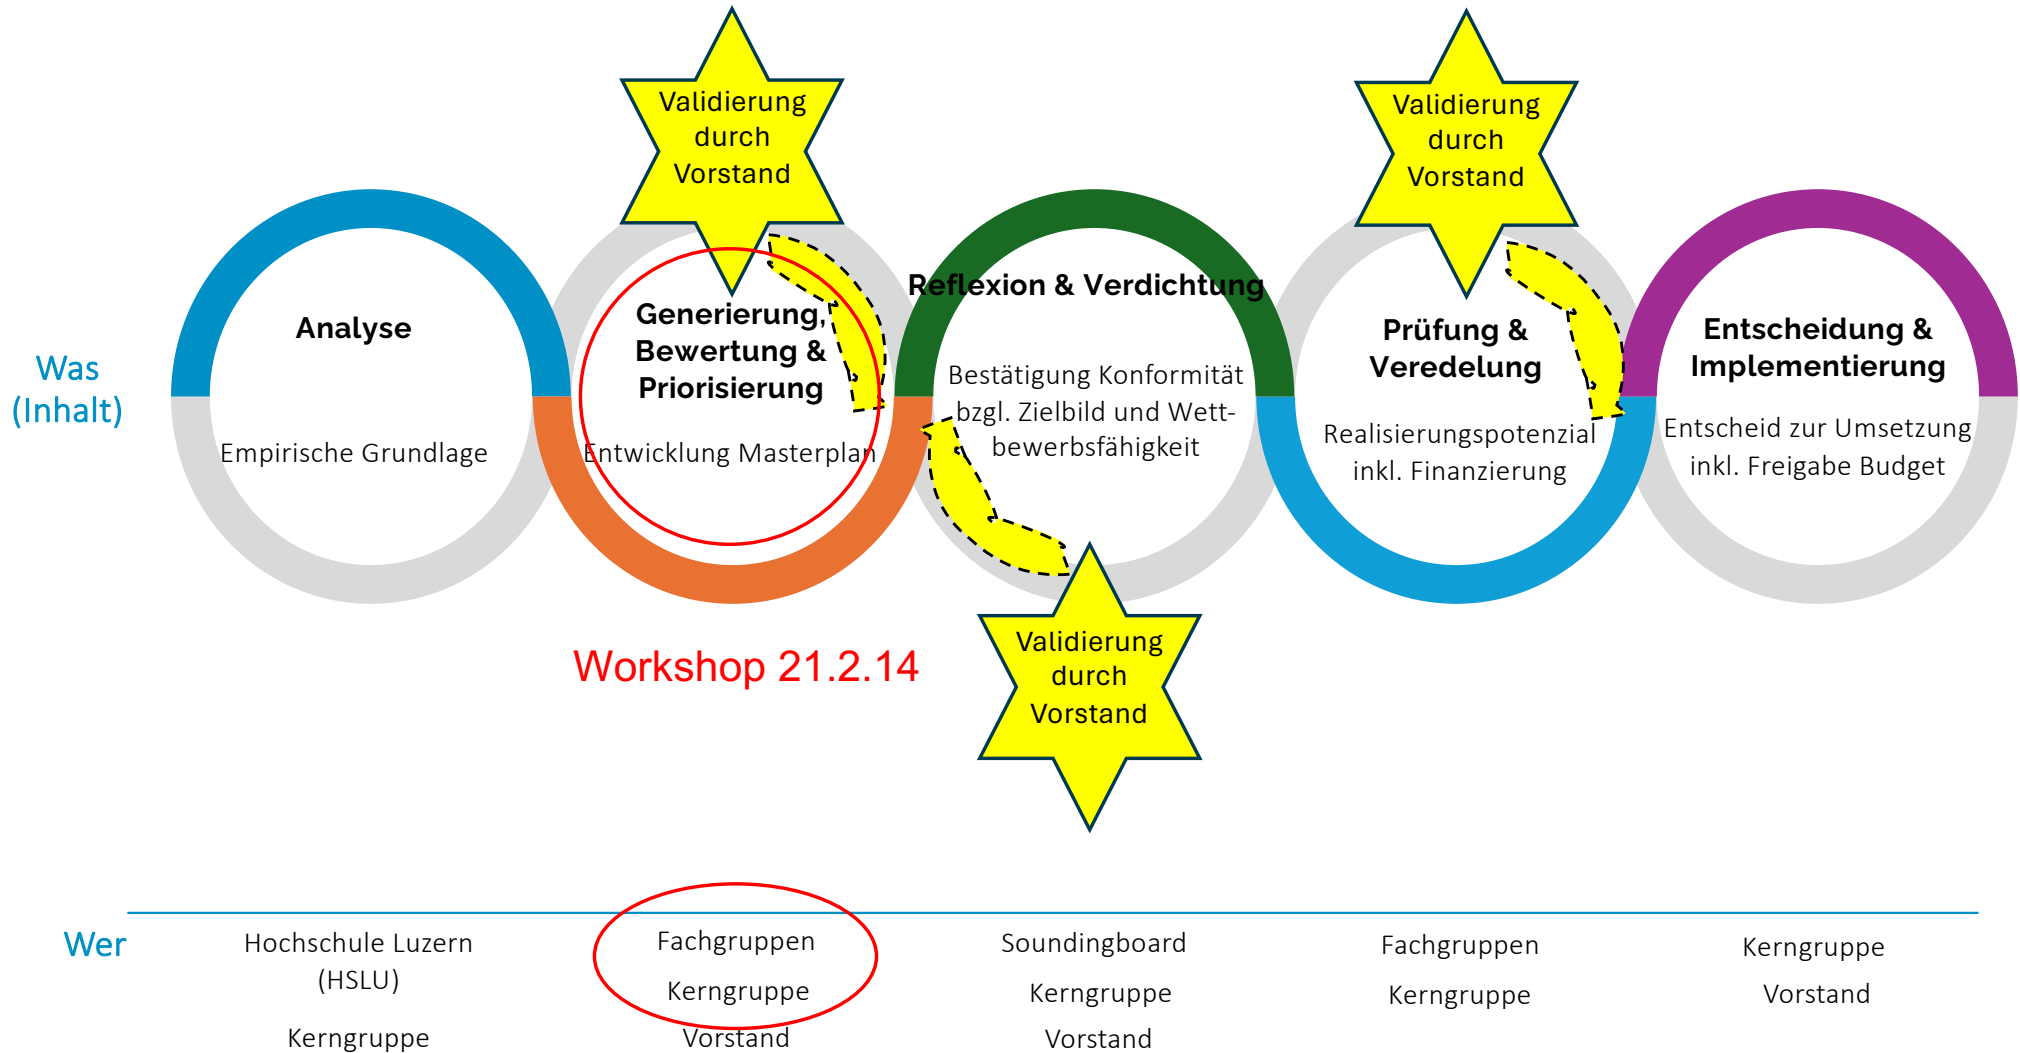 Validierung
durch
Vorstand
Validierung
durch
Vorstand
Was
(Inhalt)
Analyse
Empirische Grundlage
Generierung,
Bewertung &
Priorisierung
Entwicklung Masterplan
Reflexion & Verdichtung
Bestätigung Konformität
bzgl. Zielbild und Wett-
bewerbsfähigkeit
Prüfung &
Veredelung
Realisierungspotenzial
inkl. Finanzierung
Entscheidung &
Implementierung
Entscheid zur Umsetzung
inkl. Freigabe Budget
Workshop 21.2.14
Validierung
durch
Vorstand
Wer
Hochschule Luzern
(HSLU)
Kerngruppe
Fachgruppen
Kerngruppe
Vorstand
Soundingboard
Kerngruppe
Vorstand
Fachgruppen
Kerngruppe
Kerngruppe
Vorstand